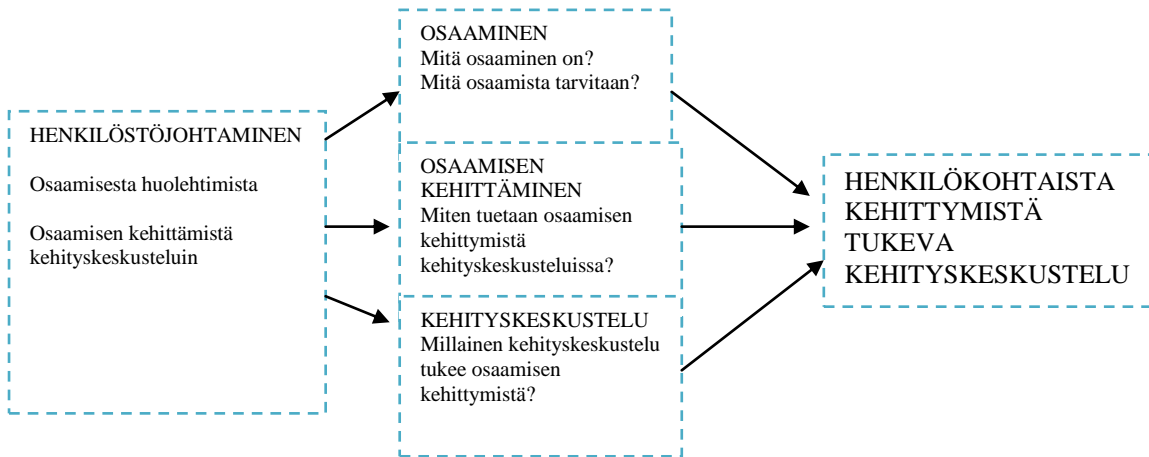 HENKILÖSTÖJOHTAMINEN
Osaamisesta huolehtimista
Osaamisen kehittämistä
kehityskeskusteluin
OSAAMINEN
Mitä osaaminen on?
Mitä osaamista tarvitaan?
OSAAMISEN
KEHITTÄMINEN
Miten tuetaan osaamisen
kehittymistä
kehityskeskusteluissa?
KEHITYSKESKUSTELU
Millainen kehityskeskustelu
tukee osaamisen
kehittymistä?
HENKILÖKOHTAISTA
KEHITTYMISTÄ
TUKEVA
KEHITYSKESKUSTELU